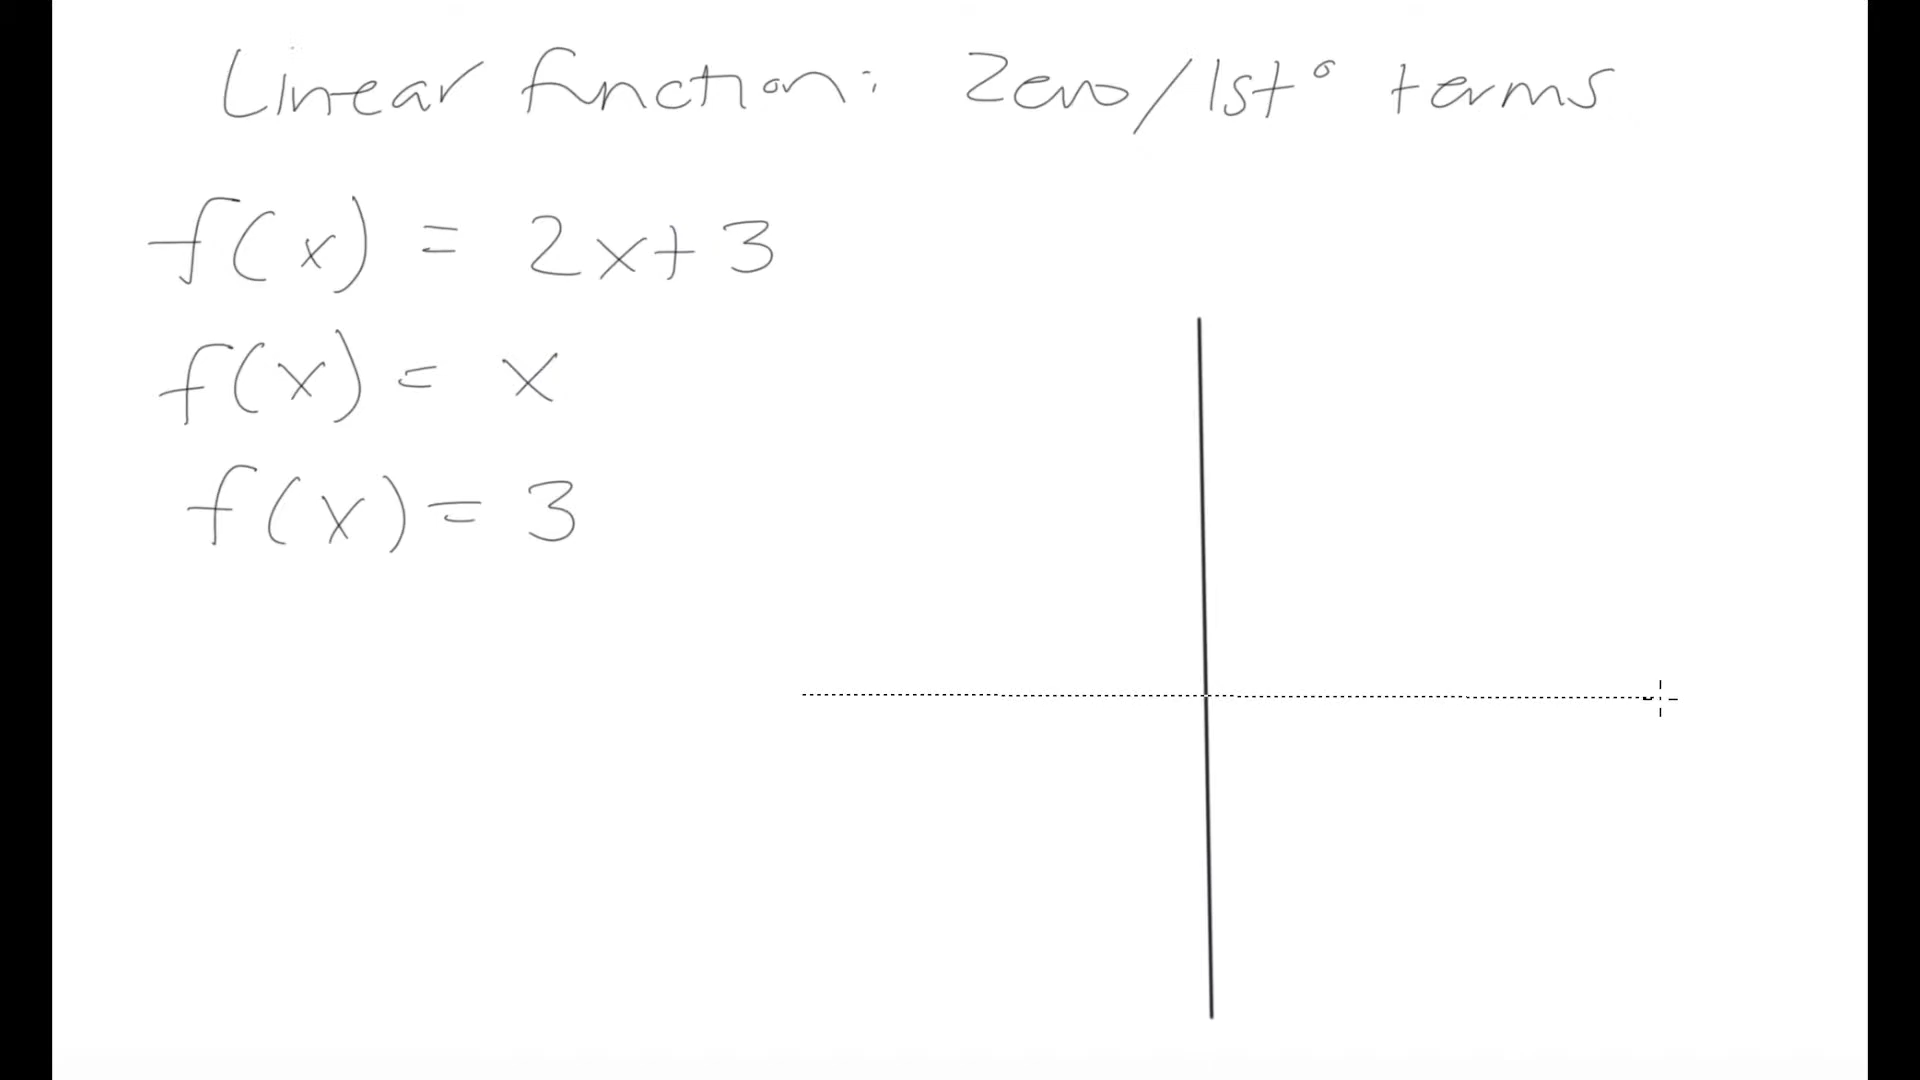 Linear function: Zero/1st° terms
f(x) = 2x+3
f(x) = x
f(x) = 3